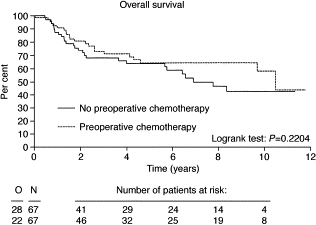 Overall survival
Per cent
100
90
80
70
60
50
40
30
20
10
0
No preoperative chemotherapy
Preoperative chemotherapy
Logrank test: P=0.2204
0 2 4 6 8 10 12
Time (years)
O N Number of patients at risk:
28 67 41 29 24 14 4
22 67 46 32 25 19 8